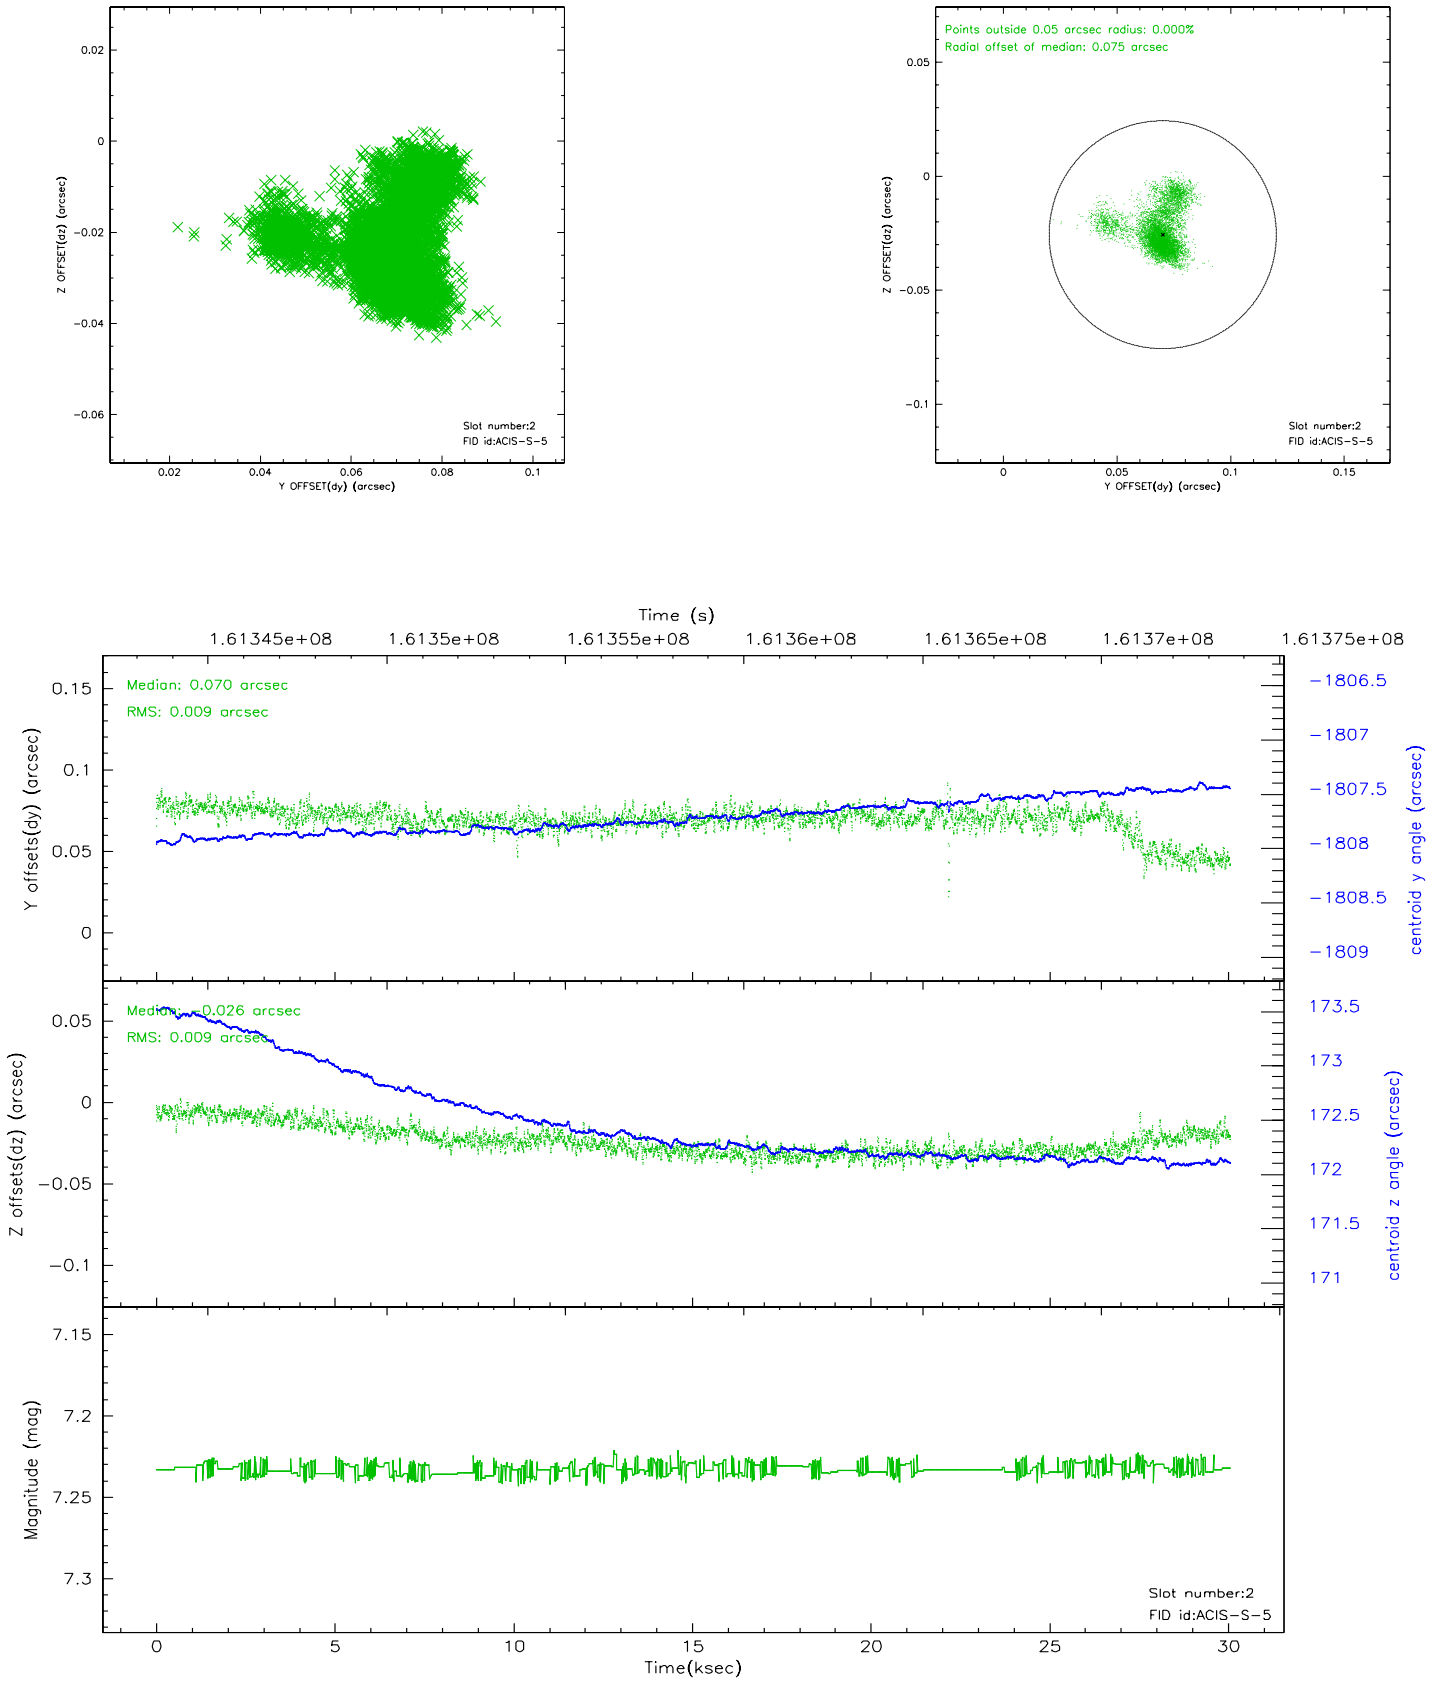 0.02
0
-0.02
-0.04
-0.06
Z OFFSET(dz) (arcsec)
0.02 0.04 0.06 0.08 0.1
Y OFFSET(dy) (arcsec)
Slot number:2
FID id:ACIS-S-5
Points outside 0.05 arcsec radius: 0.000%
Radial offset of median: 0.075 arcsec
0.05
0
-0.05
-0.1
Z OFFSET(dz) (arcsec)
0 0.05 0.1 0.15
Y OFFSET(dy) (arcsec)
Slot number:2
FID id:ACIS-S-5
Time (s)
1.61345e+08 1.6135e+08 1.61355e+08 1.6136e+08 1.61365e+08 1.6137e+08 1.61375e+08
Median: 0.070 arcsec
RMS: 0.009 arcsec
0.15
0.1
0.05
0
Y offsets(dy) (arcsec)
-1806.5
-1807
-1807.5
-1808
-1808.5
-1809
centroid y angle (arcsec)
Median: -0.026 arcsec
RMS: 0.009 arcsec
0.05
0
-0.05
-0.1
Z offsets(dz) (arcsec)
173.5
173
172.5
172
171.5
171
centroid z angle (arcsec)
7.15
7.2
7.25
7.3
Magnitude (mag)
Slot number:2
FID id:ACIS-S-5
0 5 10 15 20 25 30
Time(ksec)